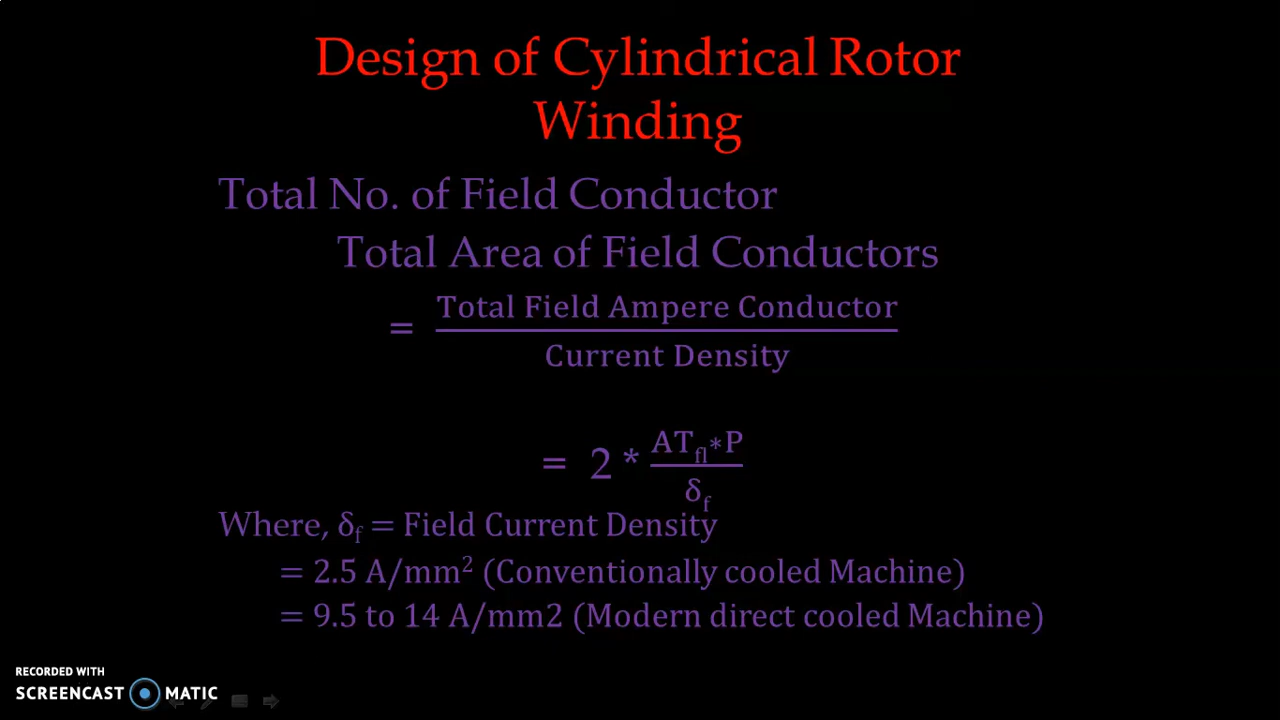 Design of Cylindrical Rotor
Winding
Total No. of Field Conductor
Total Area of Field Conductors
= Total Field Ampere Conductor
Current Density
= 2 * AT_fl*P
δ_f
Where, δ_f = Field Current Density
= 2.5 A/mm² (Conventionally cooled Machine)
= 9.5 to 14 A/mm2 (Modern direct cooled Machine)
RECORDED WITH
SCREENCAST MATIC